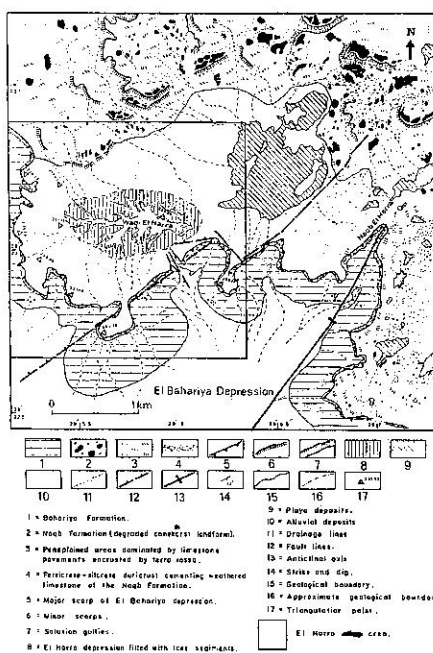 N
Naqb El Harra
El Bahariya Depression
0 1km
1 2 3 4 5 6 7 8 9
10 11 12 13 14 15 16 17
1 = Bahariya Formation.
2 = Naqb Formation (degraded conekarst landform).
3 = Peneplained areas dominated by limestone
pavements encrusted by terra rossa.
4 = Ferricrete-silcrete duricrust cementing weathered
limestone of the Naqb Formation.
5 = Major scarp of El Bahariya depression.
6 = Minor scarps.
7 = Solution gullies.
8 = El Harra depression filled with iron sediments.
9 = Playa deposits.
10 = Alluvial deposits
11 = Drainage lines
12 = Fault lines.
13 = Anticlinal axis
14 = Strike and dip.
15 = Geological boundary.
16 = Approximate geological boundary
17 = Triangulation point.
El Harra area.